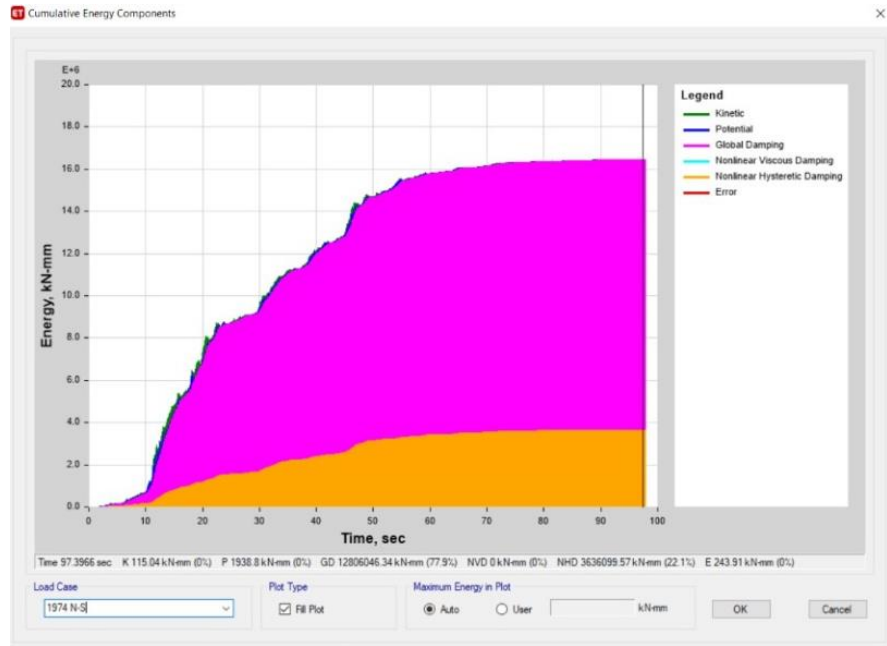 ET Cumulative Energy Components
E+6
20.0
18.0
16.0
14.0
12.0
10.0
8.0
6.0
4.0
2.0
0.0
Energy, kN-mm
0 10 20 30 40 50 60 70 80 90 100
Time, sec
Legend
Kinetic
Potential
Global Damping
Nonlinear Viscous Damping
Nonlinear Hysteretic Damping
Error
Time 97.3966 sec K 115.04 kN-mm (0%) P 1938.8 kN-mm (0%) GD 12806046.34 kN-mm (77.9%) NVD 0 kN-mm (0%) NHD 3636099.57 kN-mm (22.1%) E 243.91 kN-mm (0%)
Load Case
1974 N-S
Plot Type
Fill Plot
Maximum Energy in Plot
Auto User kN-mm
OK Cancel